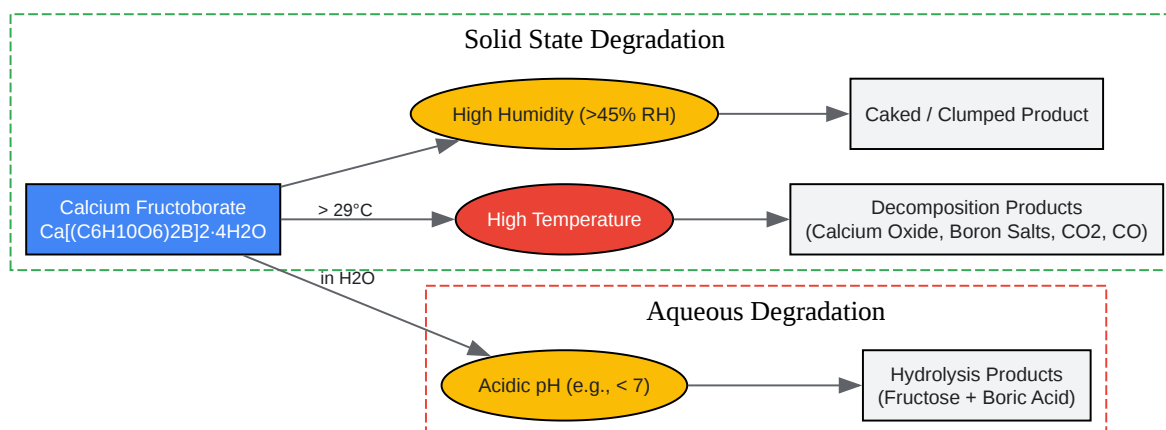 Solid State Degradation
High Humidity (>45% RH)
Caked / Clumped Product
Calcium Fructoborate
Ca[(C6H10O6)2B]2·4H2O
> 29°C
High Temperature
Decomposition Products
(Calcium Oxide, Boron Salts, CO2, CO)
in H2O
Aqueous Degradation
Acidic pH (e.g., < 7)
Hydrolysis Products
(Fructose + Boric Acid)